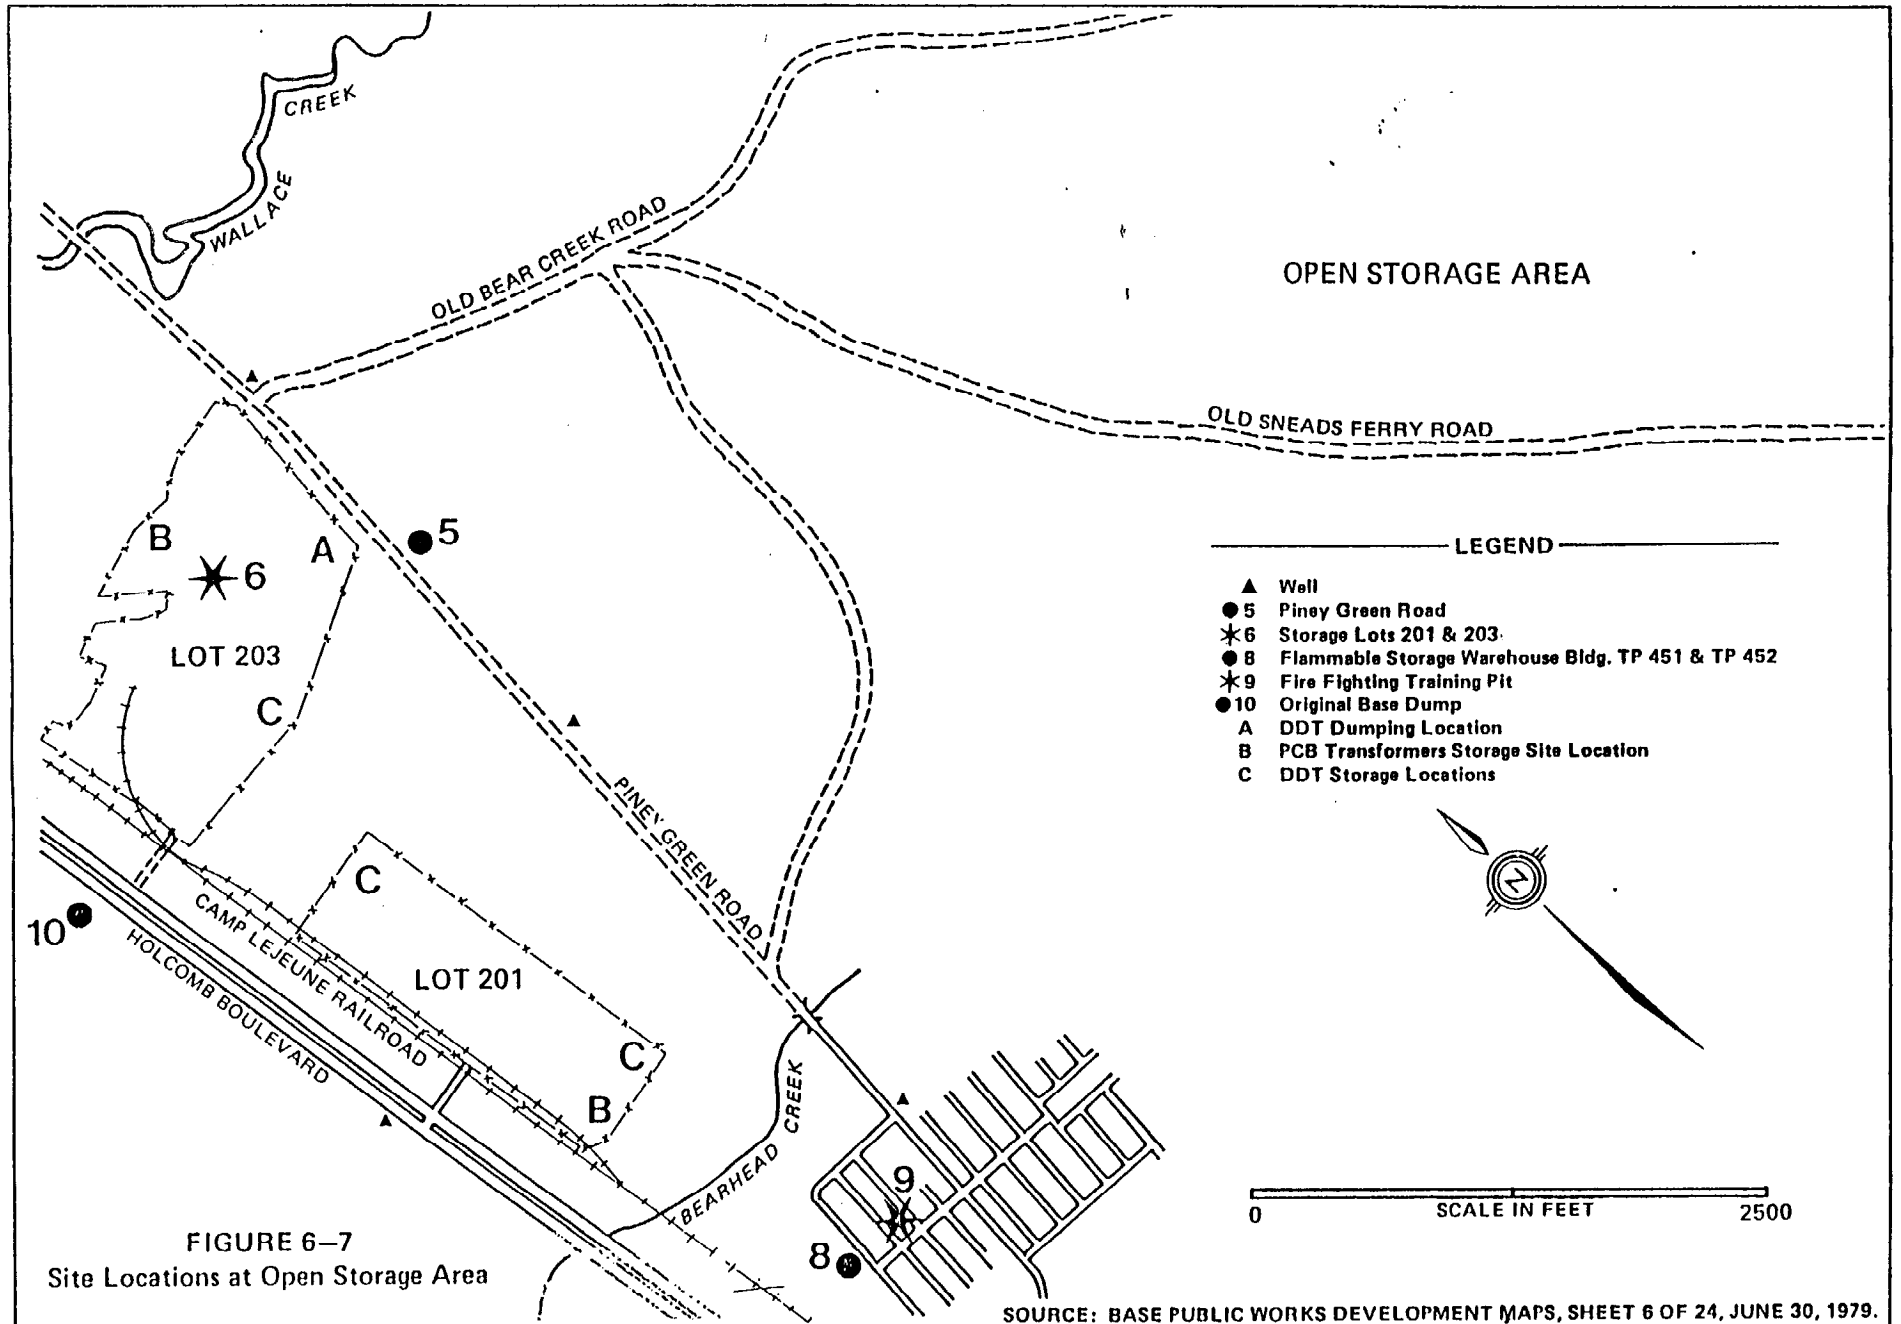 CREEK
WALLACE
OLD BEAR CREEK ROAD
OPEN STORAGE AREA
OLD SNEADS FERRY ROAD
5
B
A
6
LOT 203
C
LEGEND
▲ Well
●5 Piney Green Road
✶6 Storage Lots 201 & 203
●8 Flammable Storage Warehouse Bldg. TP 451 & TP 452
✶9 Fire Fighting Training Pit
●10 Original Base Dump
A DDT Dumping Location
B PCB Transformers Storage Site Location
C DDT Storage Locations
PINEY GREEN ROAD
C
10
CAMP LEJEUNE RAILROAD
HOLCOMB BOULEVARD
LOT 201
C
B
BEARHEAD CREEK
N
9
8
0 2500
SCALE IN FEET
FIGURE 6–7
Site Locations at Open Storage Area
SOURCE: BASE PUBLIC WORKS DEVELOPMENT MAPS, SHEET 6 OF 24, JUNE 30, 1979.